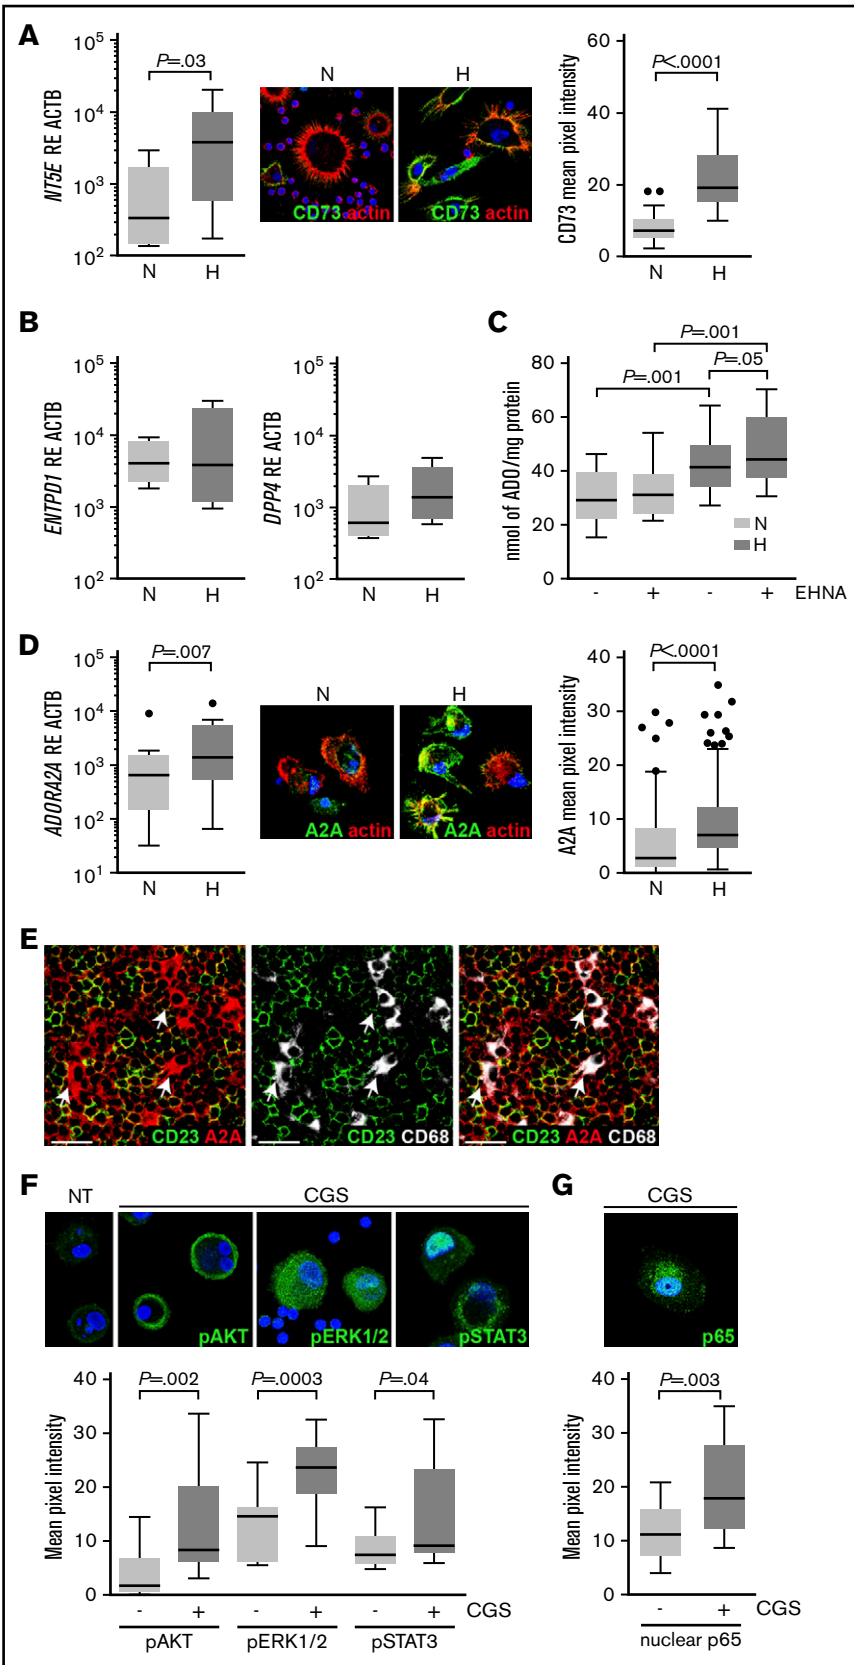 A
NT5E RE ACTB
10^5
10^4
10^3
10^2
P=.03
N H
N H
CD73 actin CD73 actin
CD73 mean pixel intensity
60
40
20
0
P<.0001
N H
B
ENTPD1 RE ACTB
10^5
10^4
10^3
10^2
N H
DPP4 RE ACTB
10^5
10^4
10^3
10^2
N H
C
nmol of ADO/mg protein
80
60
40
20
0
P=.001
P=.001 P=.05
N
H
- + - + EHNA
D
ADORA2A RE ACTB
10^5
10^4
10^3
10^2
10^1
P=.007
N H
N H
A2A actin A2A actin
A2A mean pixel intensity
40
30
20
10
0
P<.0001
N H
E
CD23 A2A CD23 CD68 CD23 A2A CD68
F
NT CGS
pAKT pERK1/2 pSTAT3
Mean pixel intensity
40
30
20
10
0
P=.002 P=.0003 P=.04
- + - + - + CGS
pAKT pERK1/2 pSTAT3
G
CGS
p65
Mean pixel intensity
40
30
20
10
0
P=.003
- + CGS
nuclear p65